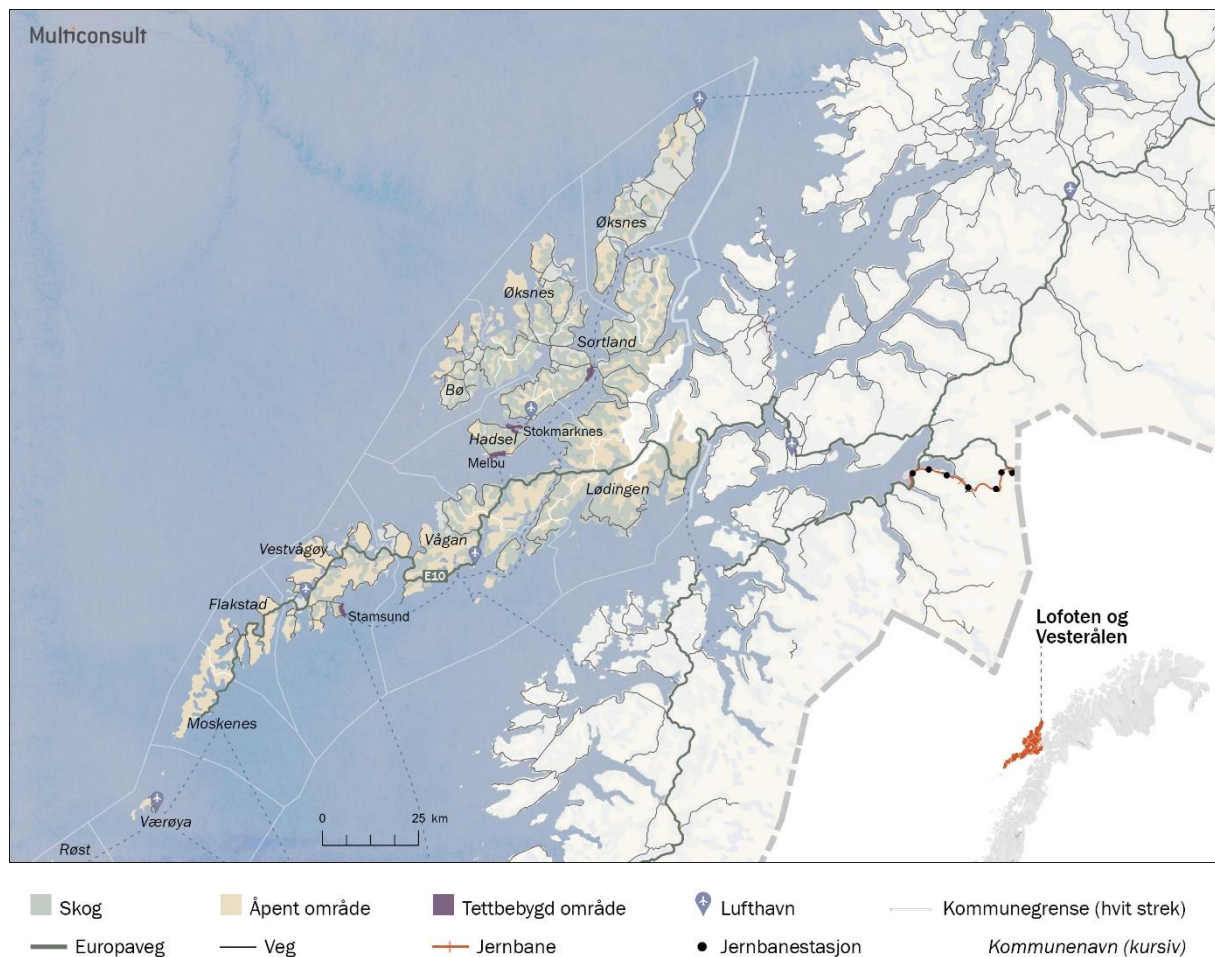 Multiconsult
Øksnes
Øksnes
Sortland
Bø
Stokmarknes
Hadsel
Melbu
Lødingen
Vågan
Vestvågøy
E10
Flakstad
Stamsund
Moskenes
Værøya
Røst
0 25 km
Lofoten og
Vesterålen
Skog Åpent område Tettbebygd område Lufthavn Kommunegrense (hvit strek)
Europaveg Veg Jernbane Jernbanestasjon Kommunenavn (kursiv)